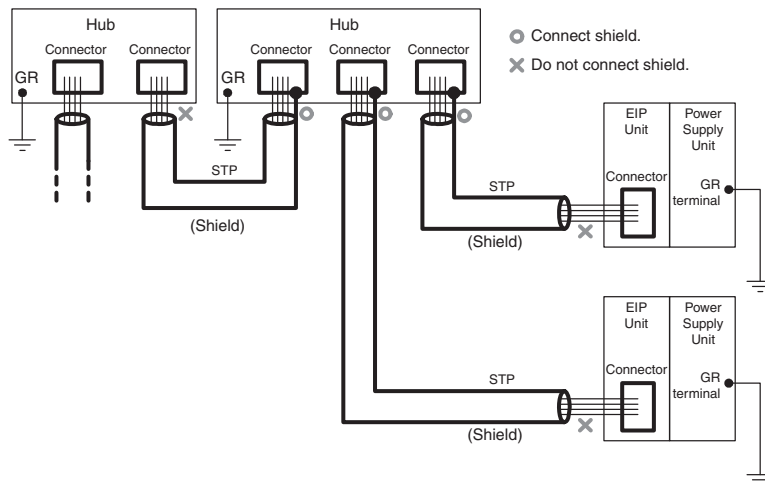 Hub
Connector
Connector
GR
Hub
Connector
Connector
Connector
GR
Connect shield.
Do not connect shield.
STP
(Shield)
STP
(Shield)
EIP
Unit
Connector
Power
Supply
Unit
GR
terminal
STP
(Shield)
EIP
Unit
Connector
Power
Supply
Unit
GR
terminal